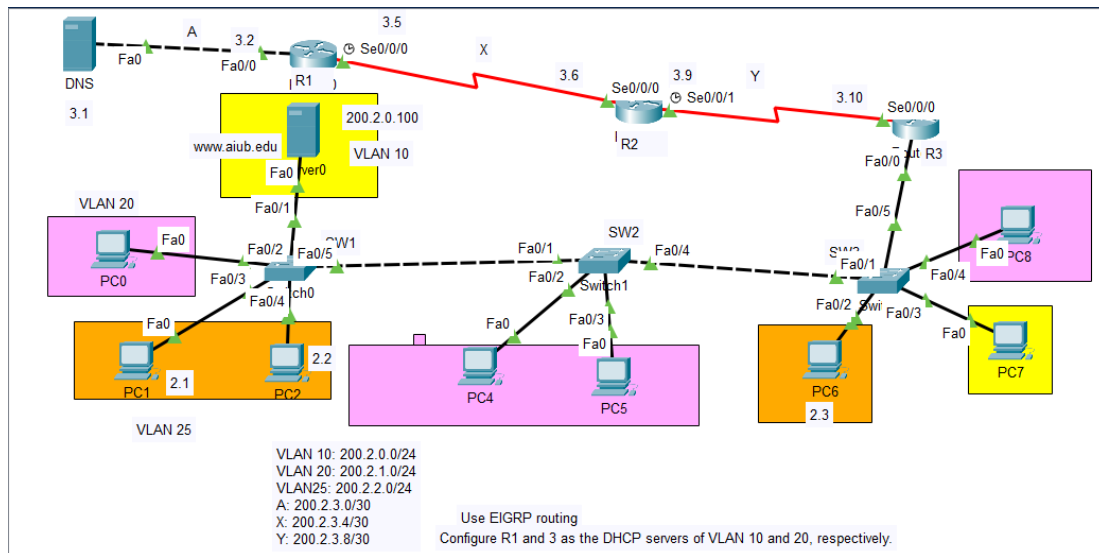 A
3.5
3.2
Se0/0/0
X
Fa0
Fa0/0
R1
DNS
3.1
3.6
Se0/0/0
3.9
Se0/0/1
Y
3.10
Se0/0/0
R2
R3
Fa0/0
200.2.0.100
www.aiub.edu
VLAN 10
Fa0
Fa0/1
VLAN 20
Fa0
PC0
Fa0/2
Fa0/5
SW1
Fa0/3
Fa0/4
Fa0/1
SW2
Fa0/4
Fa0/2
Switch1
Fa0/3
Fa0/5
Fa0/1
Fa0/2
Fa0/4
Fa0
PC8
Fa0/3
Fa0
PC1
2.1
2.2
PC2
Fa0
Fa0
PC4
PC5
Fa0
PC6
2.3
Fa0
PC7
VLAN 25
VLAN 10: 200.2.0.0/24
VLAN 20: 200.2.1.0/24
VLAN25: 200.2.2.0/24
A: 200.2.3.0/30
X: 200.2.3.4/30
Y: 200.2.3.8/30
Use EIGRP routing
Configure R1 and 3 as the DHCP servers of VLAN 10 and 20, respectively.